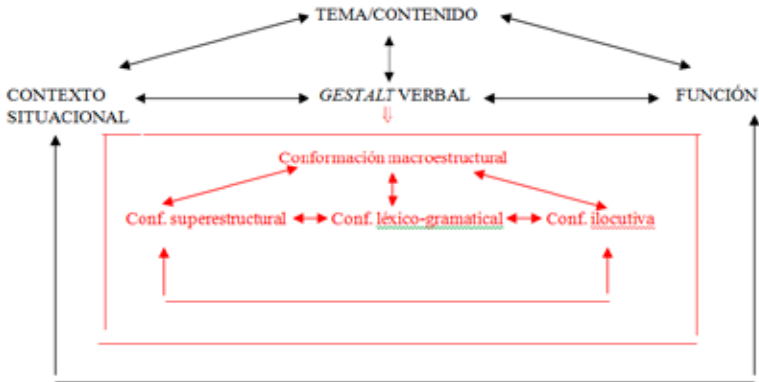 TEMA/CONTENIDO
CONTEXTO SITUACIONAL
GESTALT VERBAL
FUNCIÓN
Conformación macroestructural
Conf. superestructural
Conf. léxico-gramatical
Conf. ilocutiva